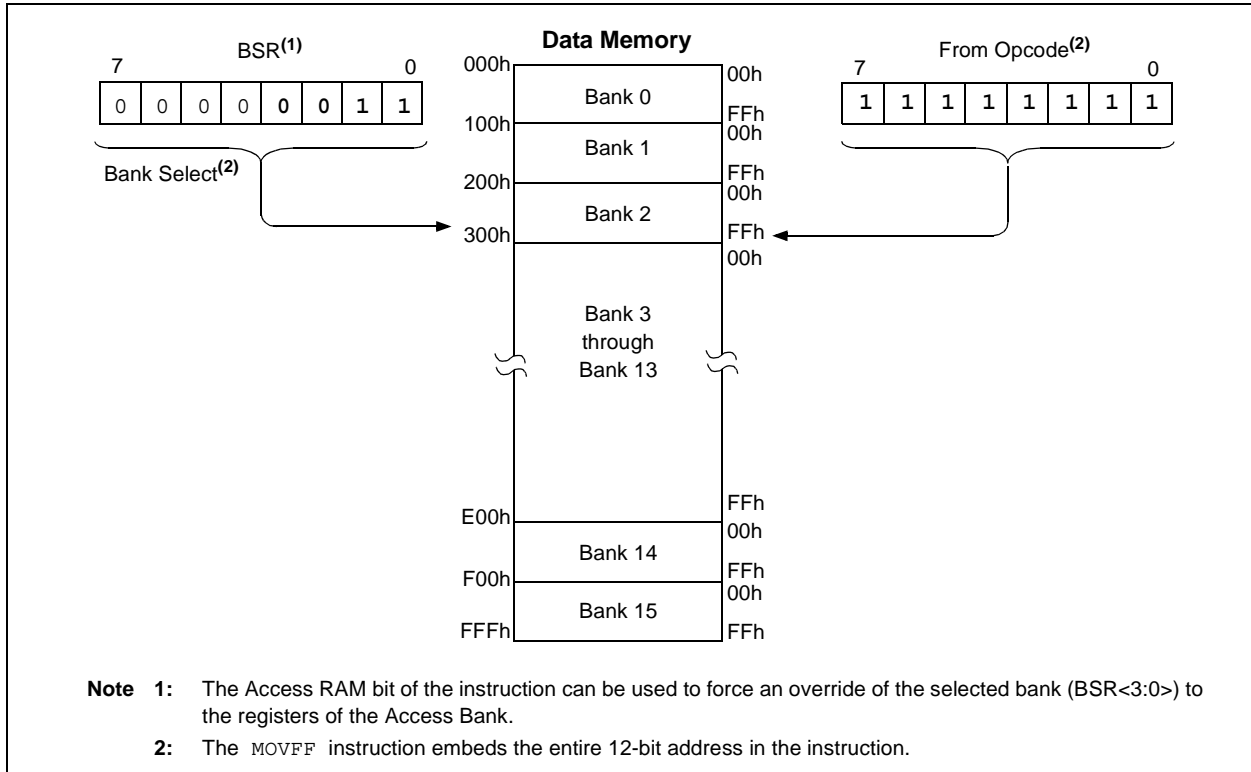 Data Memory
BSR(1)
7 0
0 0 0 0 0 0 1 1
Bank Select(2)
From Opcode(2)
7 0
1 1 1 1 1 1 1 1
000h
00h
Bank 0
FFh
100h
00h
Bank 1
FFh
200h
00h
Bank 2
FFh
300h
00h
Bank 3
through
Bank 13
FFh
E00h
00h
Bank 14
FFh
F00h
00h
Bank 15
FFFh
FFh
Note 1: The Access RAM bit of the instruction can be used to force an override of the selected bank (BSR<3:0>) to
the registers of the Access Bank.
2: The MOVFF instruction embeds the entire 12-bit address in the instruction.